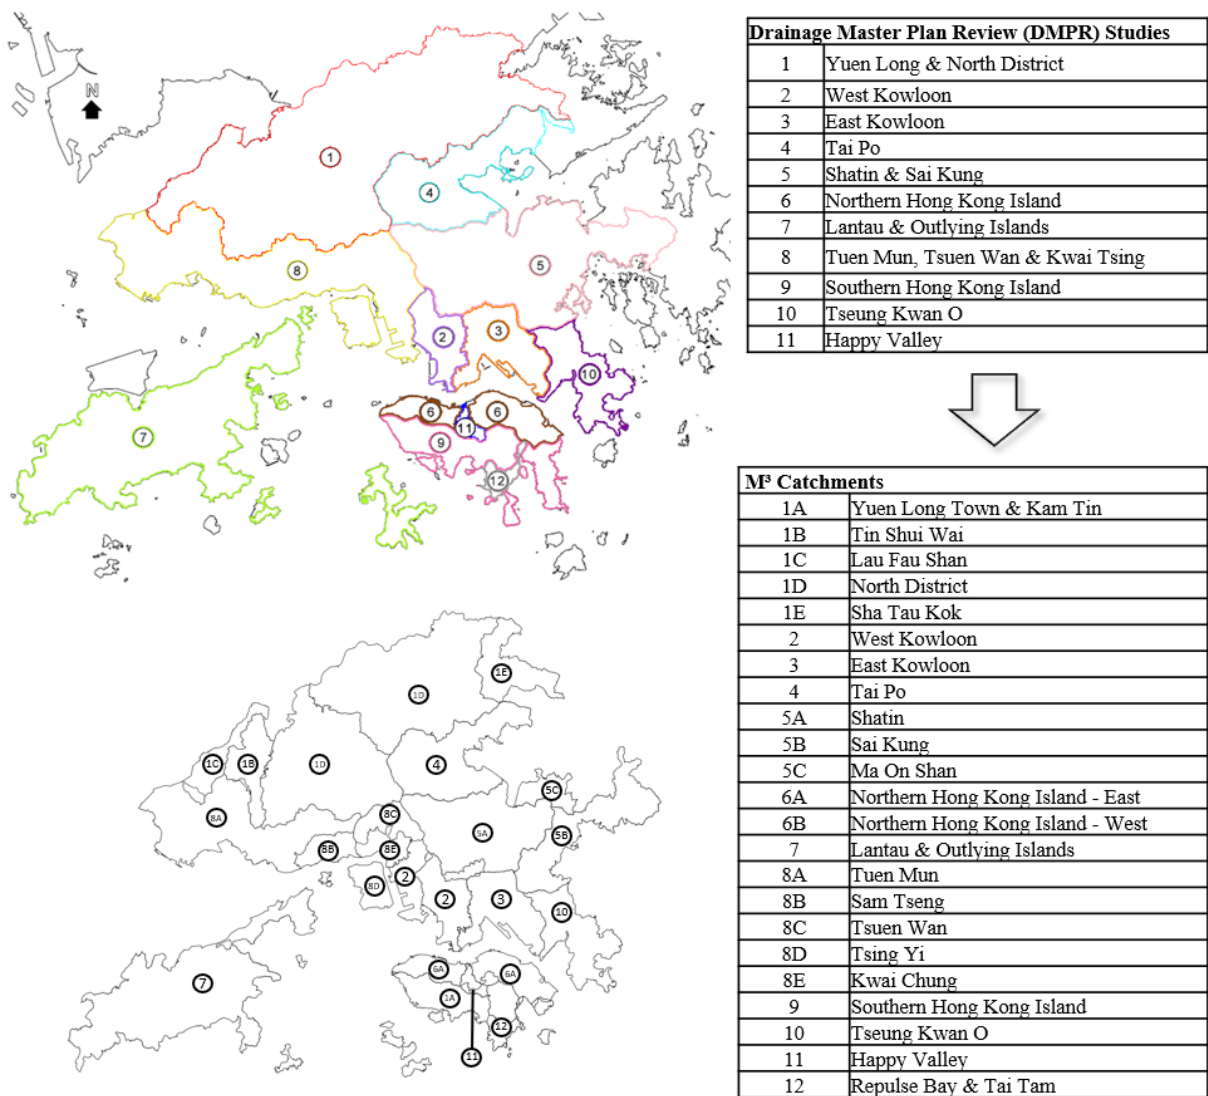 N
1
4
8
5
2
3
10
6
6
11
9
7
12
Drainage Master Plan Review (DMPR) Studies
1 Yuen Long & North District
2 West Kowloon
3 East Kowloon
4 Tai Po
5 Shatin & Sai Kung
6 Northern Hong Kong Island
7 Lantau & Outlying Islands
8 Tuen Mun, Tsuen Wan & Kwai Tsing
9 Southern Hong Kong Island
10 Tseung Kwan O
11 Happy Valley
1E
1D
1C
1B
1D
4
5C
8A
8C
5A
5B
8B
8E
8D
2
2
3
10
6A
6A
7
1A
12
11
M³ Catchments
1A Yuen Long Town & Kam Tin
1B Tin Shui Wai
1C Lau Fau Shan
1D North District
1E Sha Tau Kok
2 West Kowloon
3 East Kowloon
4 Tai Po
5A Shatin
5B Sai Kung
5C Ma On Shan
6A Northern Hong Kong Island - East
6B Northern Hong Kong Island - West
7 Lantau & Outlying Islands
8A Tuen Mun
8B Sam Tseng
8C Tsuen Wan
8D Tsing Yi
8E Kwai Chung
9 Southern Hong Kong Island
10 Tseung Kwan O
11 Happy Valley
12 Repulse Bay & Tai Tam